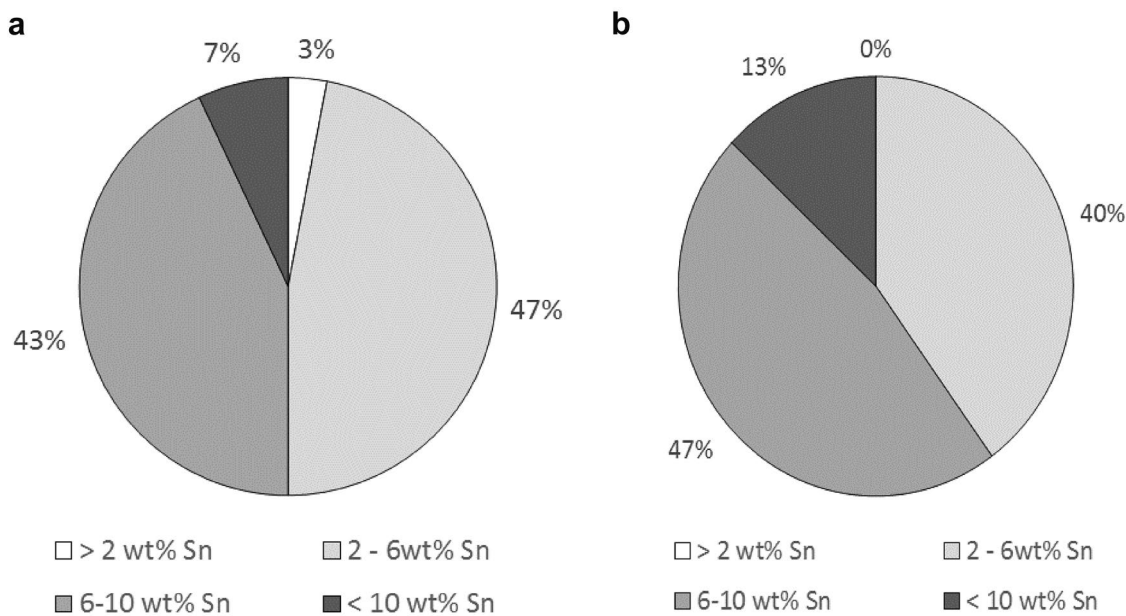 a
7%
3%
43%
47%
> 2 wt% Sn
2 - 6wt% Sn
6-10 wt% Sn
< 10 wt% Sn
b
0%
13%
40%
47%
> 2 wt% Sn
2 - 6wt% Sn
6-10 wt% Sn
< 10 wt% Sn